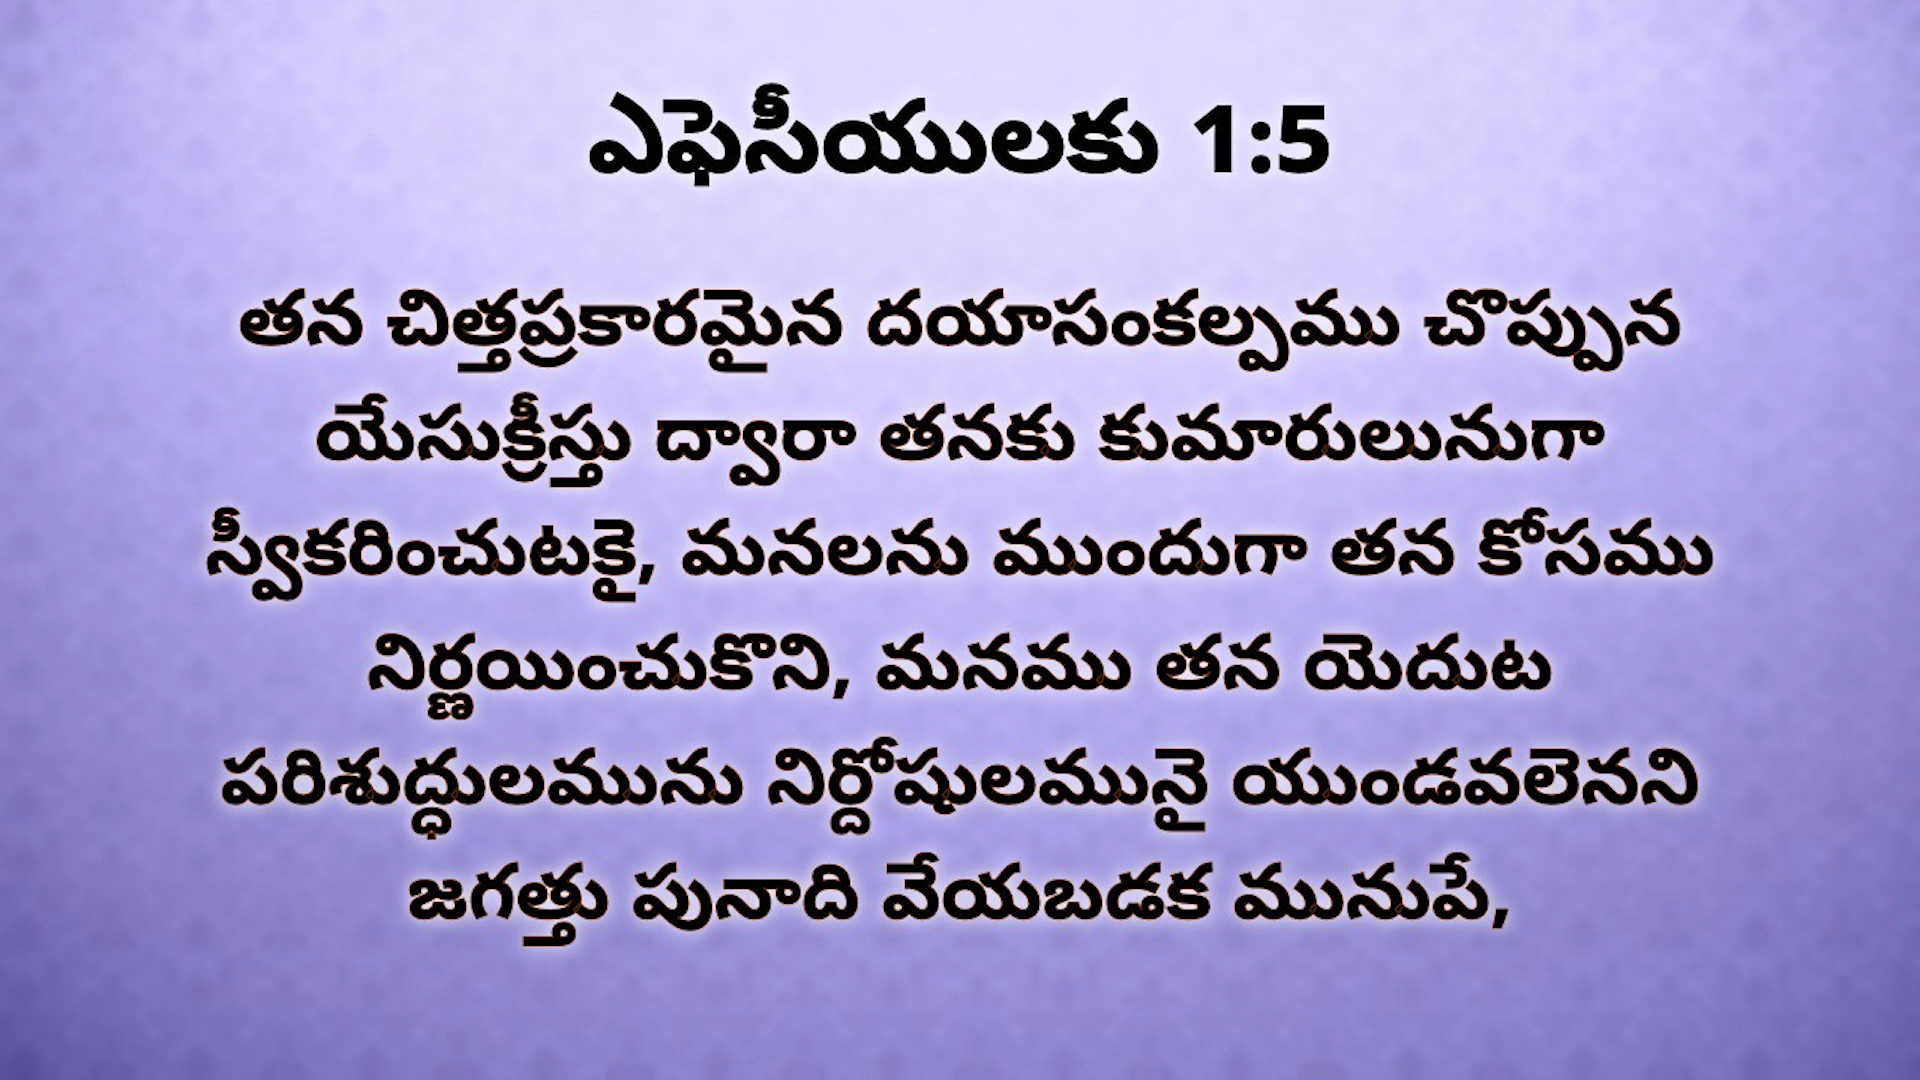 ఎఫెసీయులకు 1:5
తన చిత్తప్రకారమైన దయాసంకల్పము చొప్పున
యేసుక్రీస్తు ద్వారా తనకు కుమారులునుగా
స్వీకరించుటకై, మనలను ముందుగా తన కోసము
నిర్ణయించుకొని, మనము తన యెదుట
పరిశుద్ధులమును నిర్దోషులమునై యుండవలెనని
జగత్తు పునాది వేయబడక మునుపే,